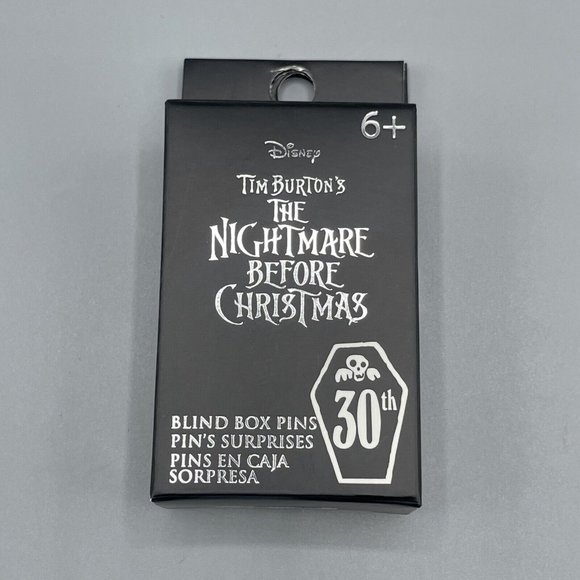 6+
Disney
TIM BURTON'S
THE
NIGHTMARE
BEFORE
CHRISTMAS
30th
BLIND BOX PINS
PIN'S SURPRISES
PINS EN CAJA
SORPRESA